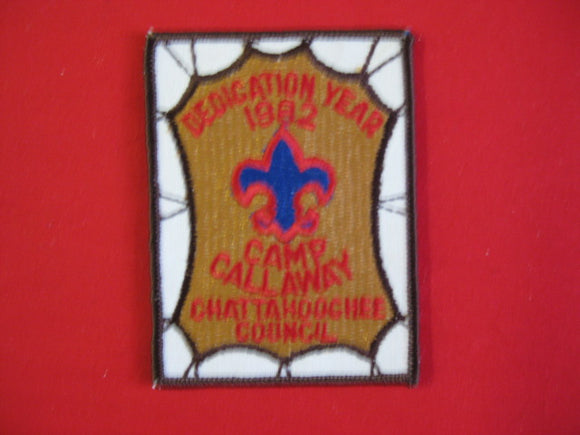 DEDICATION YEAR
1982
CAMP
CALLAWAY
CHATTAHOOCHEE
COUNCIL